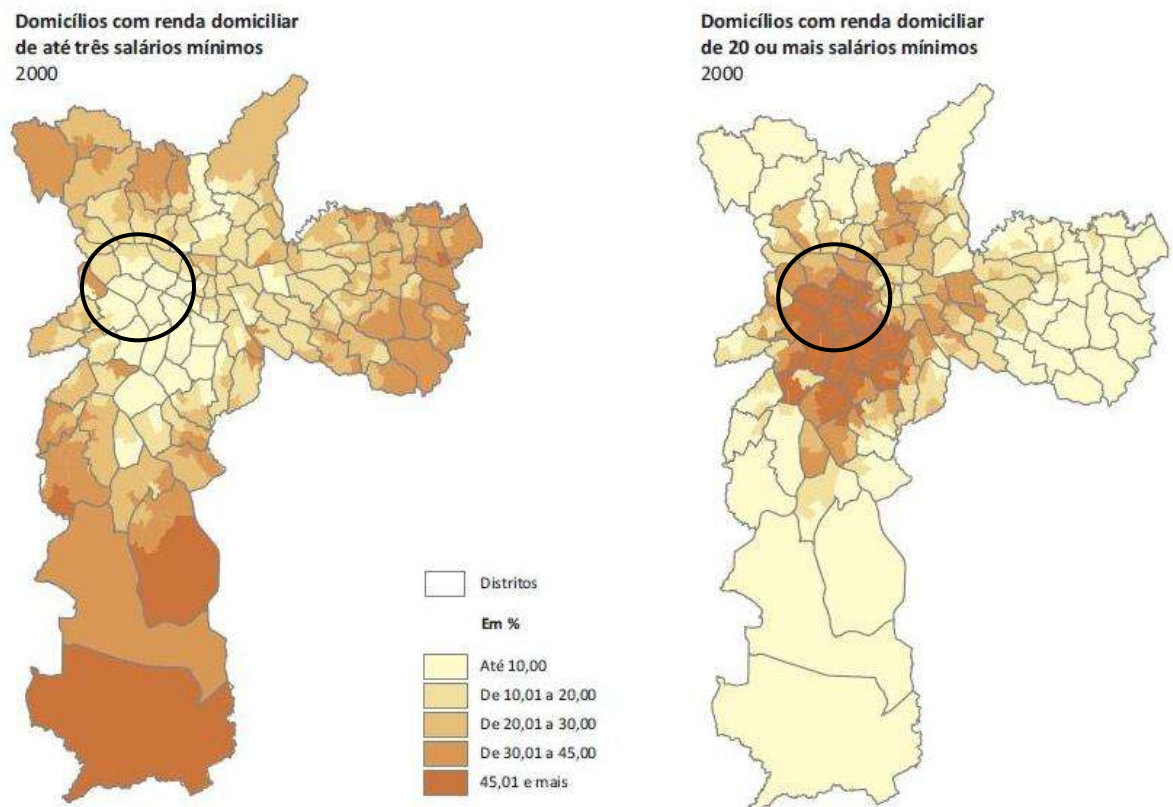 Domicílios com renda domiciliar
de até três salários mínimos
2000
Domicílios com renda domiciliar
de 20 ou mais salários mínimos
2000
Distritos
Em %
Até 10,00
De 10,01 a 20,00
De 20,01 a 30,00
De 30,01 a 45,00
45,01 e mais